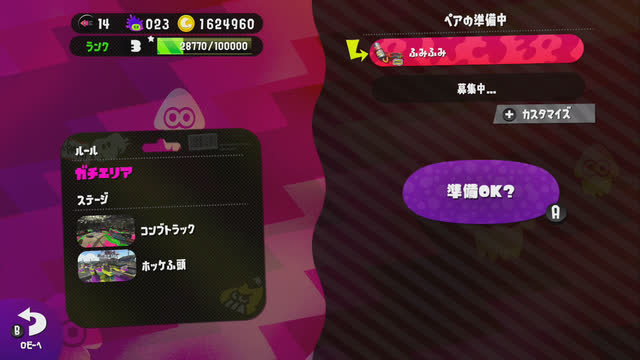 14
023
1624960
ランク
3
28770/100000
ルール
ガチエリア
ステージ
コンブトラック
ホッケふ頭
B
ロビーへ
ペアの準備中
ふみふみ
募集中...
+ カスタマイズ
準備OK?
A